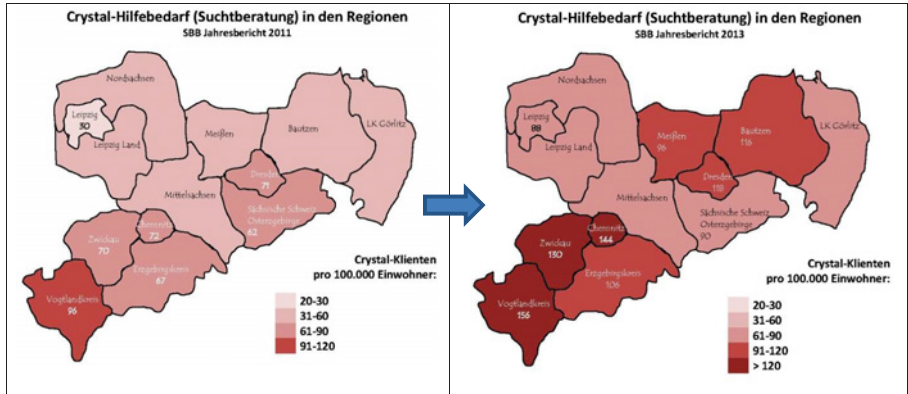 Crystal-Hilfebedarf (Suchtberatung) in den Regionen
SBB Jahresbericht 2011
Nordsachsen
Leipzig
30
Leipzig Land
Meißen
Bautzen
LK Görlitz
Dresden
71
Mittelsachsen
Sächsische Schweiz
Osterzgebirge
62
Chemnitz
72
Zwickau
70
Erzgebirgskreis
67
Vogtlandkreis
96
Crystal-Klienten
pro 100.000 Einwohner:
20-30
31-60
61-90
91-120
Crystal-Hilfebedarf (Suchtberatung) in den Regionen
SBB Jahresbericht 2013
Nordsachsen
Leipzig
88
Leipzig Land
Meißen
96
Bautzen
116
LK Görlitz
Dresden
118
Mittelsachsen
Sächsische Schweiz
Osterzgebirge
90
Chemnitz
144
Zwickau
130
Erzgebirgskreis
106
Vogtlandkreis
156
Crystal-Klienten
pro 100.000 Einwohner:
20-30
31-60
61-90
91-120
> 120